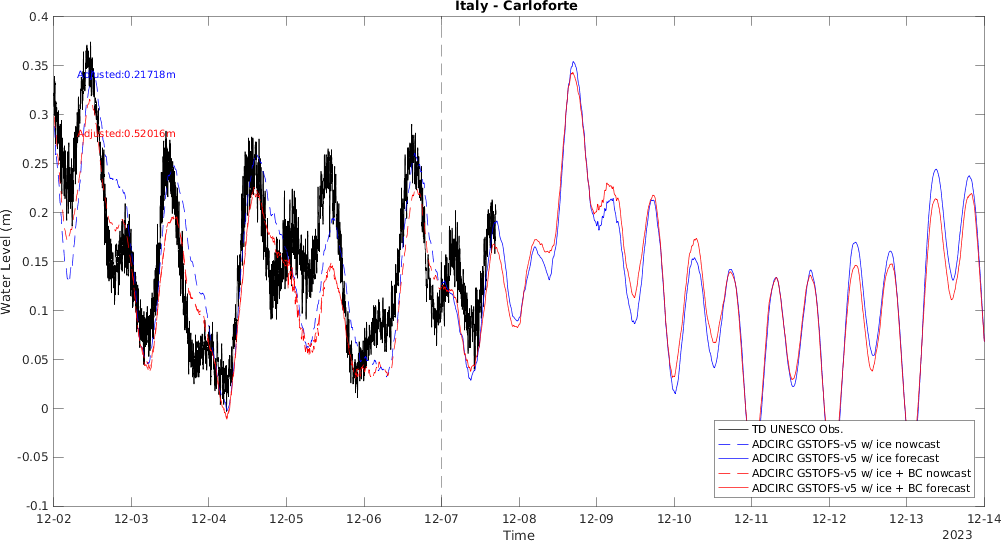 Italy - Carloforte
Water Level (m)
0.4
0.35
0.3
0.25
0.2
0.15
0.1
0.05
0
-0.05
-0.1
Adjusted:0.21718m
Adjusted:0.52016m
TD UNESCO Obs.
ADCIRC GSTOFS-v5 w/ ice nowcast
ADCIRC GSTOFS-v5 w/ ice forecast
ADCIRC GSTOFS-v5 w/ ice + BC nowcast
ADCIRC GSTOFS-v5 w/ ice + BC forecast
12-02 12-03 12-04 12-05 12-06 12-07 12-08 12-09 12-10 12-11 12-12 12-13 12-14
Time
2023